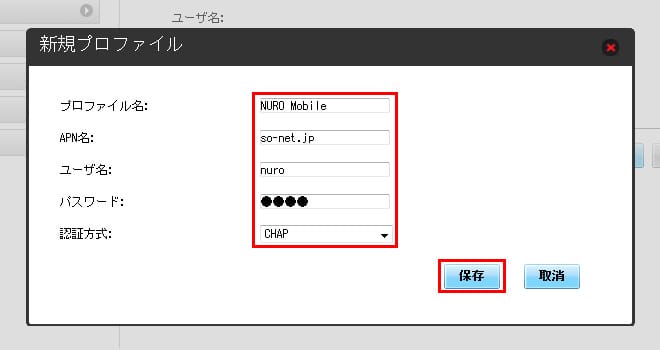 ユーザ名:
新規プロファイル
プロファイル名: NURO Mobile
APN名: so-net.jp
ユーザ名: nuro
パスワード: ●●●●
認証方式: CHAP
保存 取消